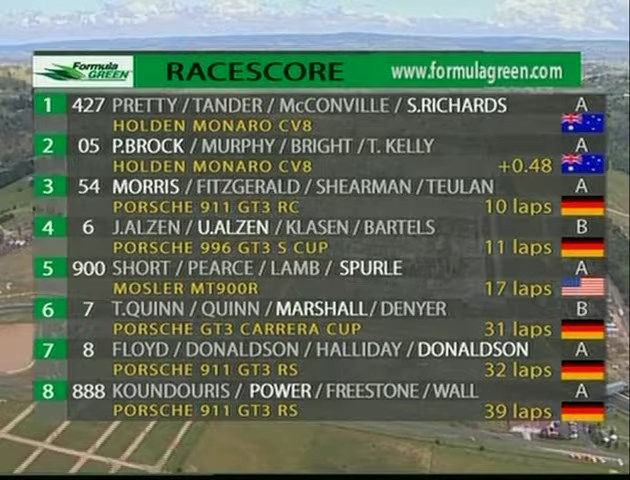 Formula GREEN RACESCORE www.formulagreen.com
1 427 PRETTY / TANDER / McCONVILLE / S.RICHARDS A
HOLDEN MONARO CV8
2 05 P.BROCK / MURPHY / BRIGHT / T. KELLY A
HOLDEN MONARO CV8 +0.48
3 54 MORRIS / FITZGERALD / SHEARMAN / TEULAN A
PORSCHE 911 GT3 RC 10 laps
4 6 J.ALZEN / U.ALZEN / KLASEN / BARTELS B
PORSCHE 996 GT3 S CUP 11 laps
5 900 SHORT / PEARCE / LAMB / SPURLE A
MOSLER MT900R 17 laps
6 7 T.QUINN / QUINN / MARSHALL / DENYER B
PORSCHE GT3 CARRERA CUP 31 laps
7 8 FLOYD / DONALDSON / HALLIDAY / DONALDSON A
PORSCHE 911 GT3 RS 32 laps
8 888 KOUNDOURIS / POWER / FREESTONE / WALL A
PORSCHE 911 GT3 RS 39 laps